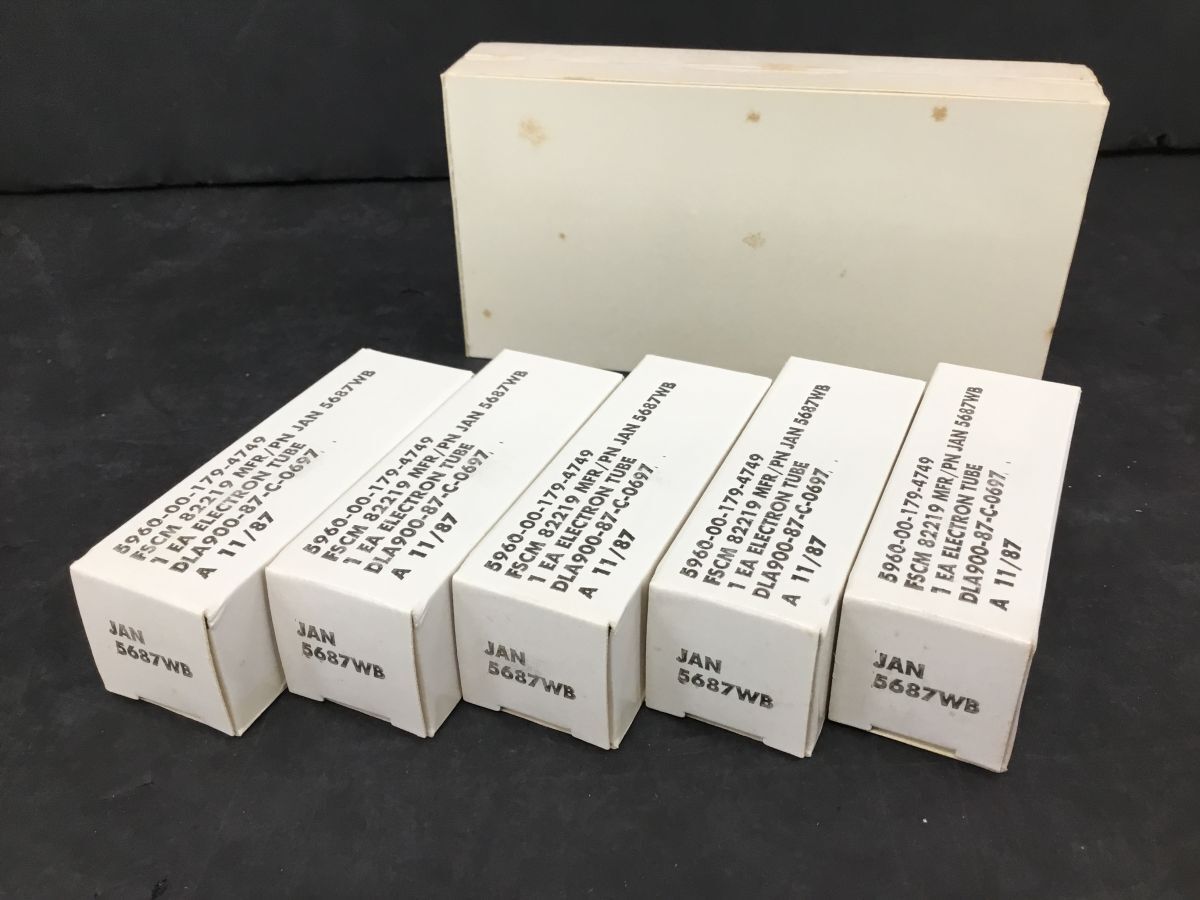 5960-00-179-4749
FSCM 82219 MFR/PN JAN 5687WB
1 EA ELECTRON TUBE
DLA900-87-C-0697
A 11/87
JAN
5687WB
5960-00-179-4749
FSCM 82219 MFR/PN JAN 5687WB
1 EA ELECTRON TUBE
DLA900-87-C-0697
A 11/87
JAN
5687WB
5960-00-179-4749
FSCM 82219 MFR/PN JAN 5687WB
1 EA ELECTRON TUBE
DLA900-87-C-0697
A 11/87
JAN
5687WB
5960-00-179-4749
FSCM 82219 MFR/PN JAN 5687WB
1 EA ELECTRON TUBE
DLA900-87-C-0697
A 11/87
JAN
5687WB
5960-00-179-4749
FSCM 82219 MFR/PN JAN 5687WB
1 EA ELECTRON TUBE
DLA900-87-C-0697
A 11/87
JAN
5687WB